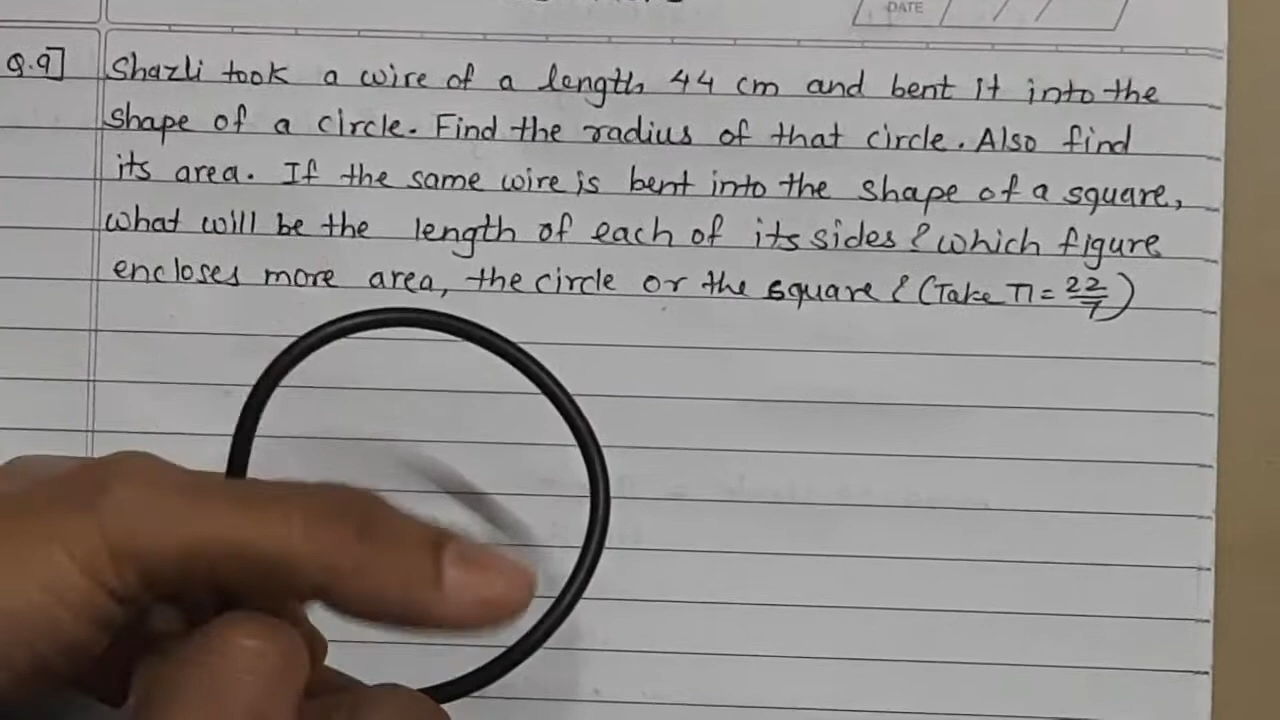 DATE
Q.9] Shazli took a wire of a length 44 cm and bent it into the
shape of a circle. Find the radius of that circle. Also find
its area. If the same wire is bent into the shape of a square,
what will be the length of each of its sides? which figure
encloses more area, the circle or the square? (Take π = 22/7)